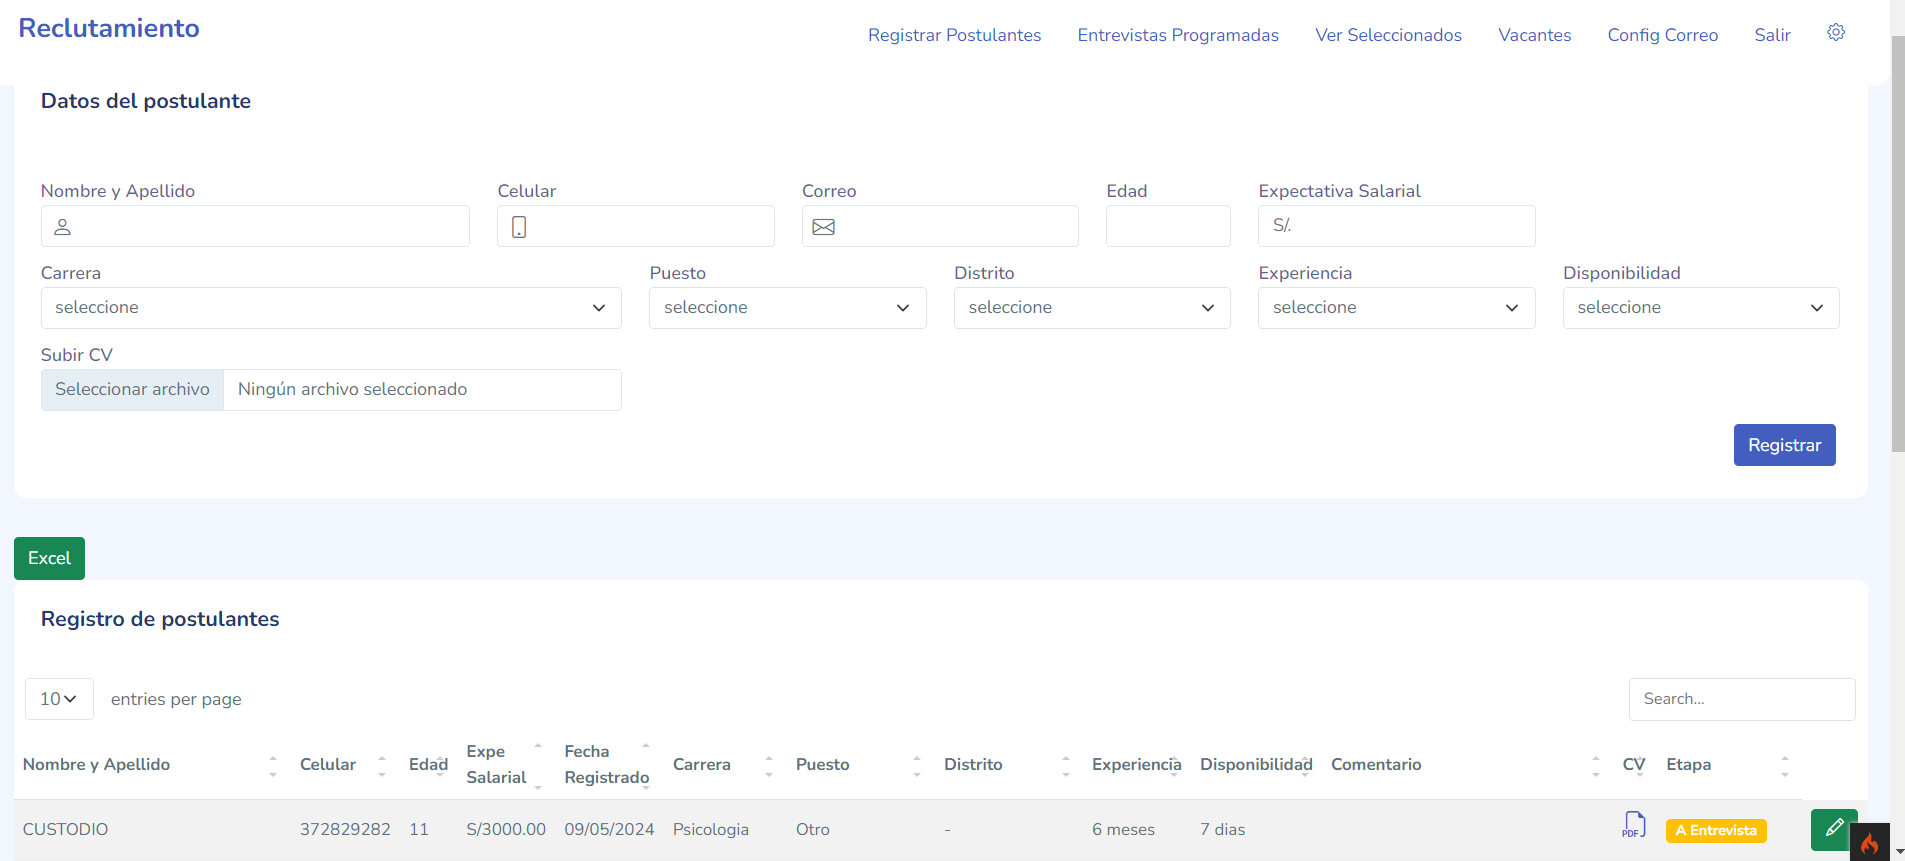 Reclutamiento
Registrar Postulantes Entrevistas Programadas Ver Seleccionados Vacantes Config Correo Salir
Datos del postulante
Nombre y Apellido Celular Correo Edad Expectativa Salarial
S/.
Carrera Puesto Distrito Experiencia Disponibilidad
seleccione seleccione seleccione seleccione seleccione
Subir CV
Seleccionar archivo Ningún archivo seleccionado
Registrar
Excel
Registro de postulantes
10 entries per page Search...
Nombre y Apellido Celular Edad Expe Salarial Fecha Registrado Carrera Puesto Distrito Experiencia Disponibilidad Comentario CV Etapa
CUSTODIO 372829282 11 S/3000.00 09/05/2024 Psicologia Otro - 6 meses 7 dias PDF A Entrevista